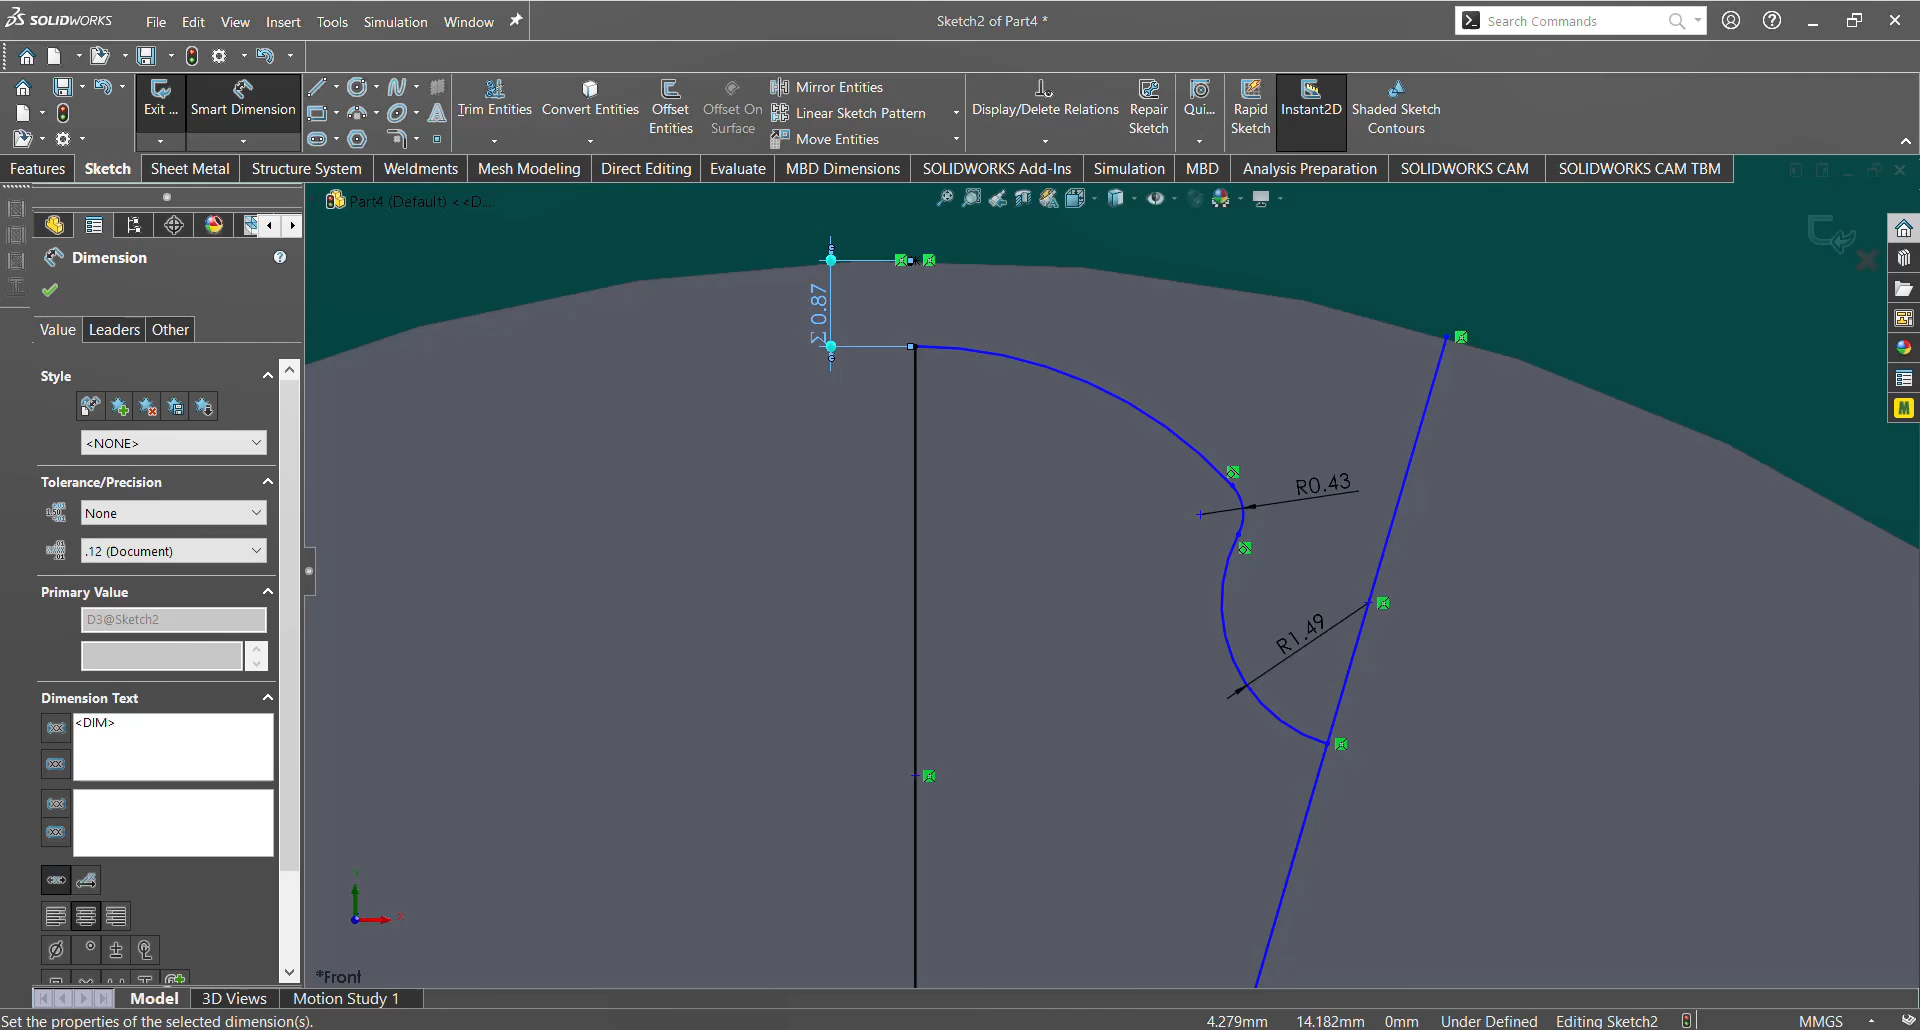 SOLIDWORKS
File Edit View Insert Tools Simulation Window
Sketch2 of Part4 *
Search Commands
Exit ...
Smart Dimension
Trim Entities
Convert Entities
Offset Entities
Offset On Surface
Mirror Entities
Linear Sketch Pattern
Move Entities
Display/Delete Relations
Repair Sketch
Qui...
Rapid Sketch
Instant2D
Shaded Sketch Contours
Features Sketch Sheet Metal Structure System Weldments Mesh Modeling Direct Editing Evaluate MBD Dimensions SOLIDWORKS Add-Ins Simulation MBD Analysis Preparation SOLIDWORKS CAM SOLIDWORKS CAM TBM
Part4 (Default) <<D...
Dimension
Value Leaders Other
Style
<NONE>
Tolerance/Precision
None
.12 (Document)
Primary Value
D3@Sketch2
Dimension Text
<DIM>
Σ 0.87
R0.43
R1.49
*Front
Model 3D Views Motion Study 1
Set the properties of the selected dimension(s).
4.279mm 14.182mm 0mm Under Defined Editing Sketch2 MMGS